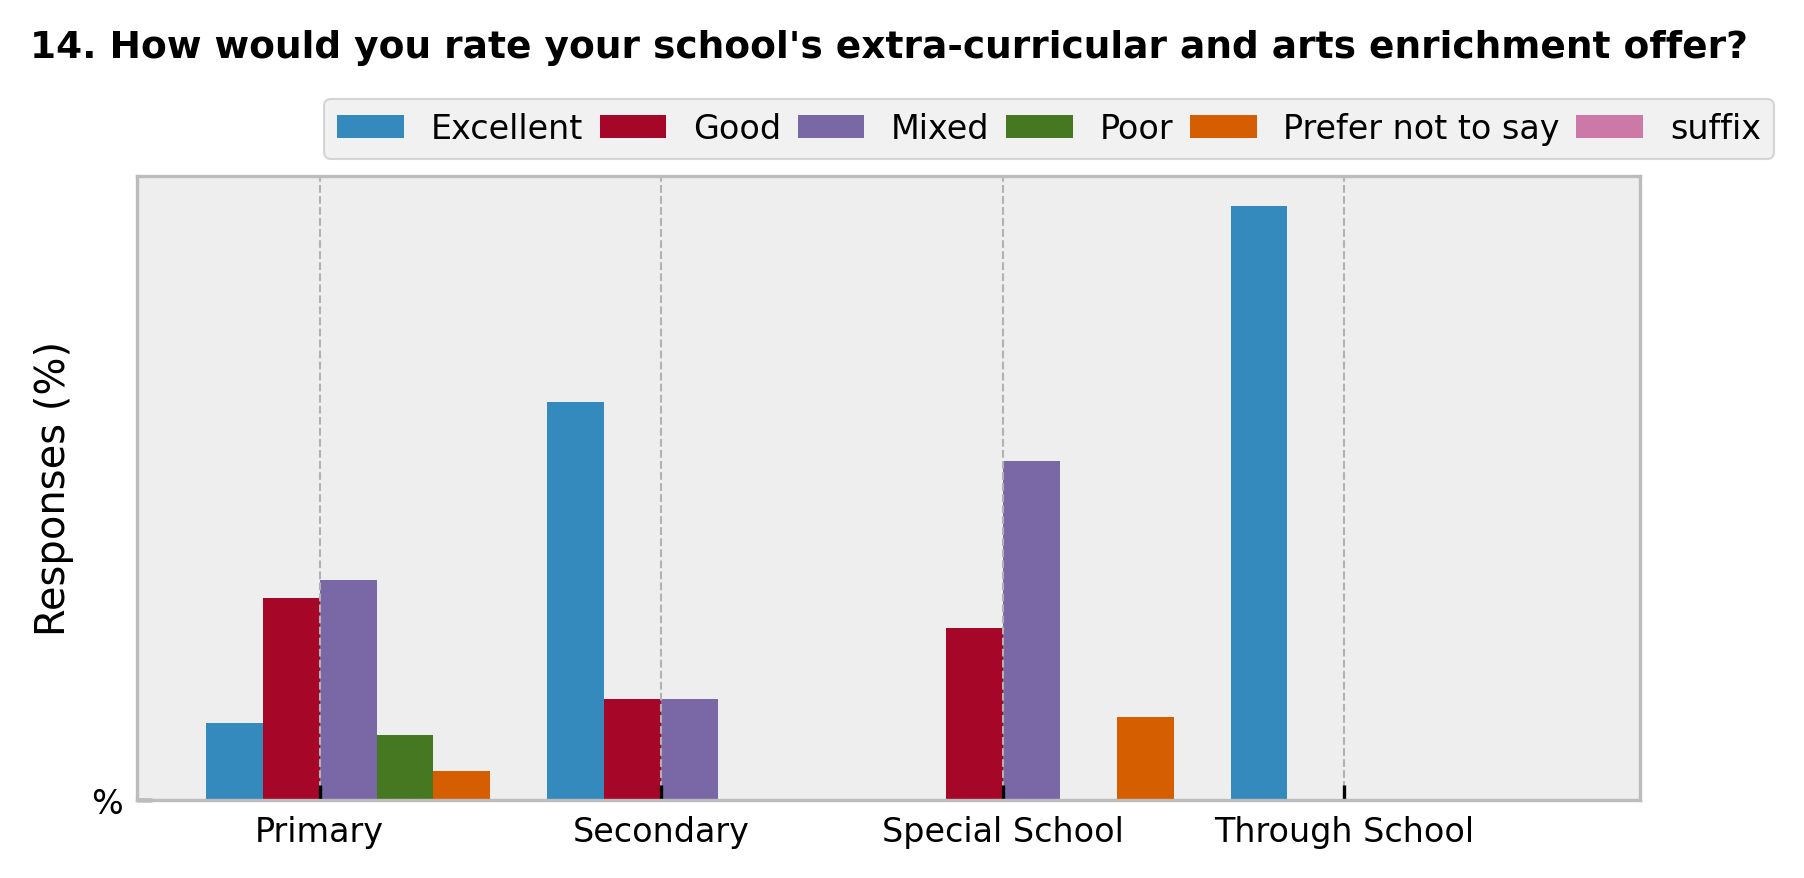 14. How would you rate your school's extra-curricular and arts enrichment offer?
Excellent Good Mixed Poor Prefer not to say suffix
Responses (%)
%
Primary Secondary Special School Through School